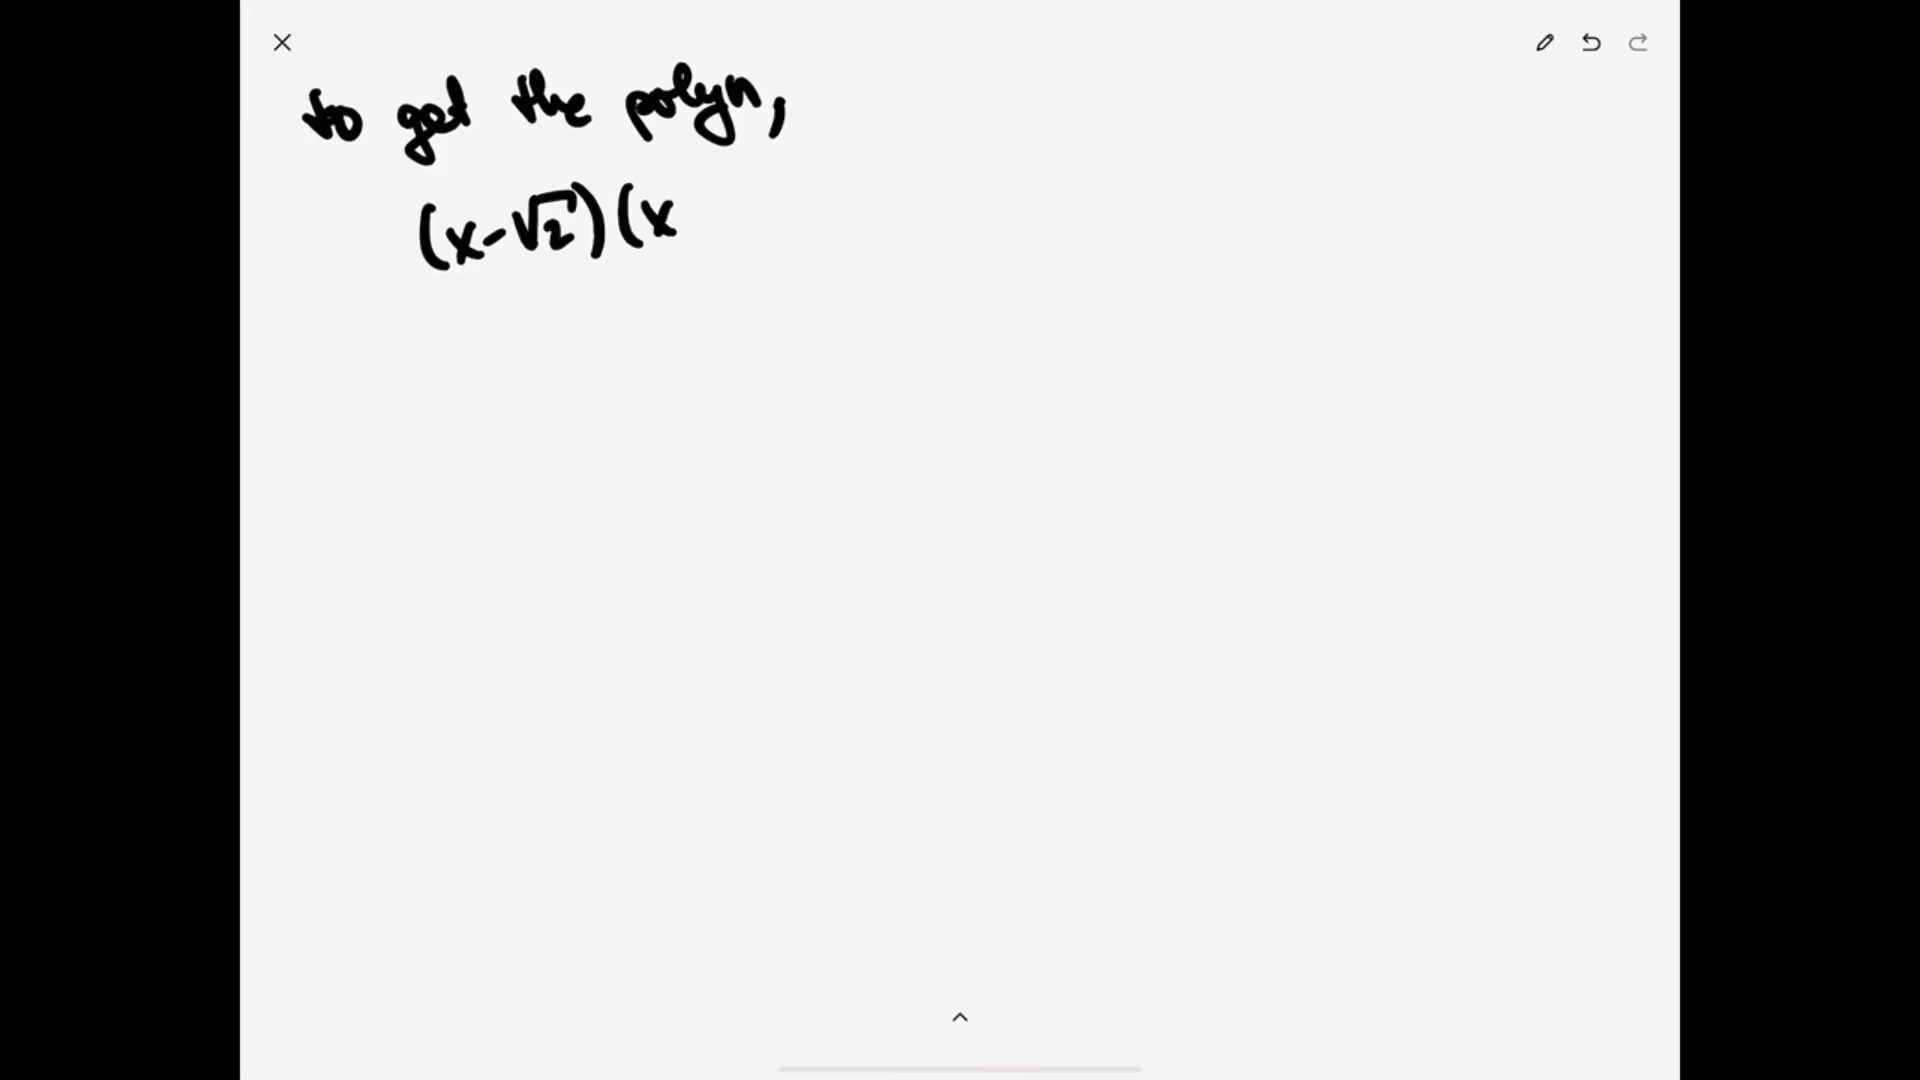 to get the polyn,
(x-√2)(x